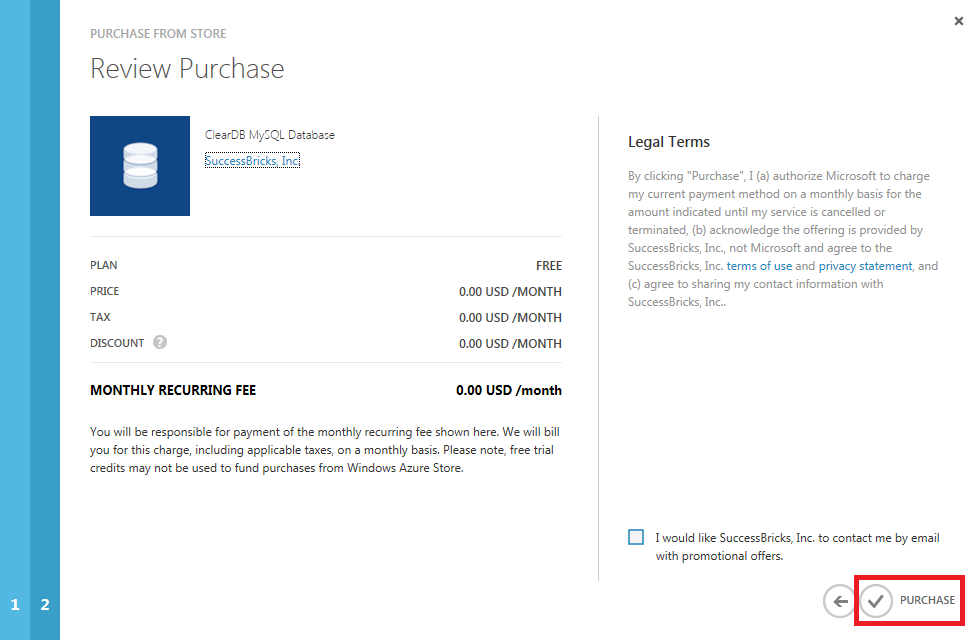 PURCHASE FROM STORE
Review Purchase
ClearDB MySQL Database
SuccessBricks, Inc.
PLAN FREE
PRICE 0.00 USD /MONTH
TAX 0.00 USD /MONTH
DISCOUNT ? 0.00 USD /MONTH
MONTHLY RECURRING FEE 0.00 USD /month
You will be responsible for payment of the monthly recurring fee shown here. We will bill
you for this charge, including applicable taxes, on a monthly basis. Please note, free trial
credits may not be used to fund purchases from Windows Azure Store.
Legal Terms
By clicking "Purchase", I (a) authorize Microsoft to charge
my current payment method on a monthly basis for the
amount indicated until my service is cancelled or
terminated, (b) acknowledge the offering is provided by
SuccessBricks, Inc., not Microsoft and agree to the
SuccessBricks, Inc. terms of use and privacy statement, and
(c) agree to sharing my contact information with
SuccessBricks, Inc..
I would like SuccessBricks, Inc. to contact me by email
with promotional offers.
1 2
PURCHASE